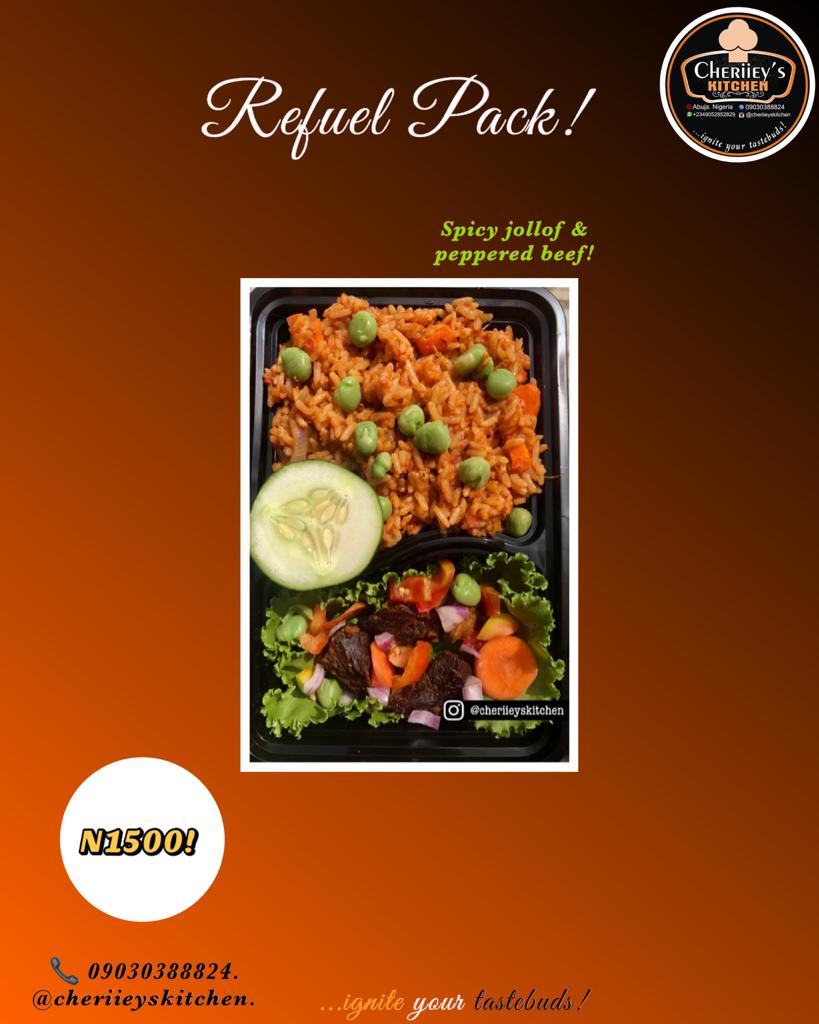 Refuel Pack!
CHERIIEY'S
KITCHEN
Abuja. Nigeria 09030388824
+2349052852829 @cheriieyskitchen
...ignite your tastebuds!
Spicy jollof &
peppered beef!
@cheriieyskitchen
N1500!
09030388824.
@cheriieyskitchen.
...ignite your tastebuds!